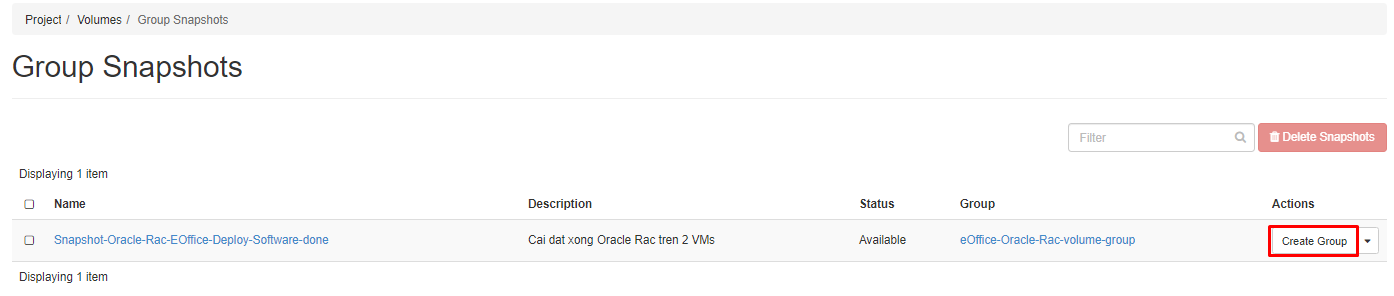 Project / Volumes / Group Snapshots
Group Snapshots
Filter Delete Snapshots
Displaying 1 item
Name Description Status Group Actions
Snapshot-Oracle-Rac-EOffice-Deploy-Software-done Cai dat xong Oracle Rac tren 2 VMs Available eOffice-Oracle-Rac-volume-group Create Group
Displaying 1 item